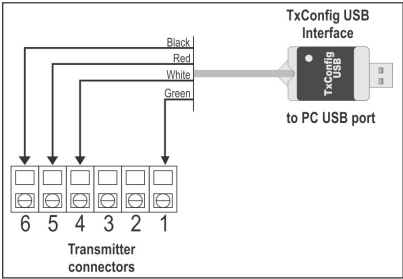 TxConfig USB
Interface
Black
Red
White
Green
TxConfig
USB
to PC USB port
6 5 4 3 2 1
Transmitter
connectors